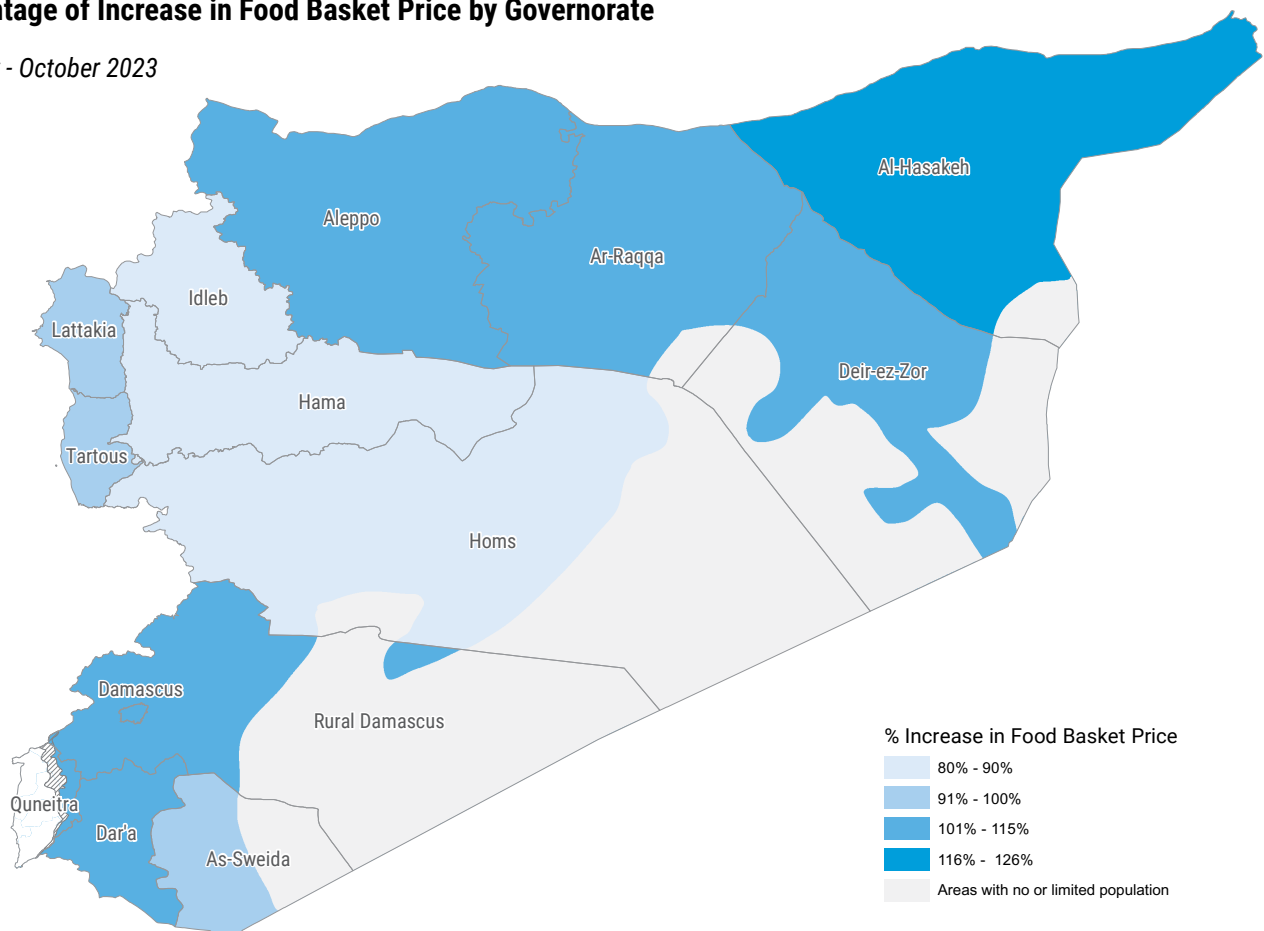 ntage of Increase in Food Basket Price by Governorate
- October 2023
Al-Hasakeh
Aleppo
Ar-Raqqa
Idleb
Lattakia
Deir-ez-Zor
Hama
Tartous
Homs
Damascus
Rural Damascus
Quneitra
Dar'a
As-Sweida
% Increase in Food Basket Price
80% - 90%
91% - 100%
101% - 115%
116% - 126%
Areas with no or limited population